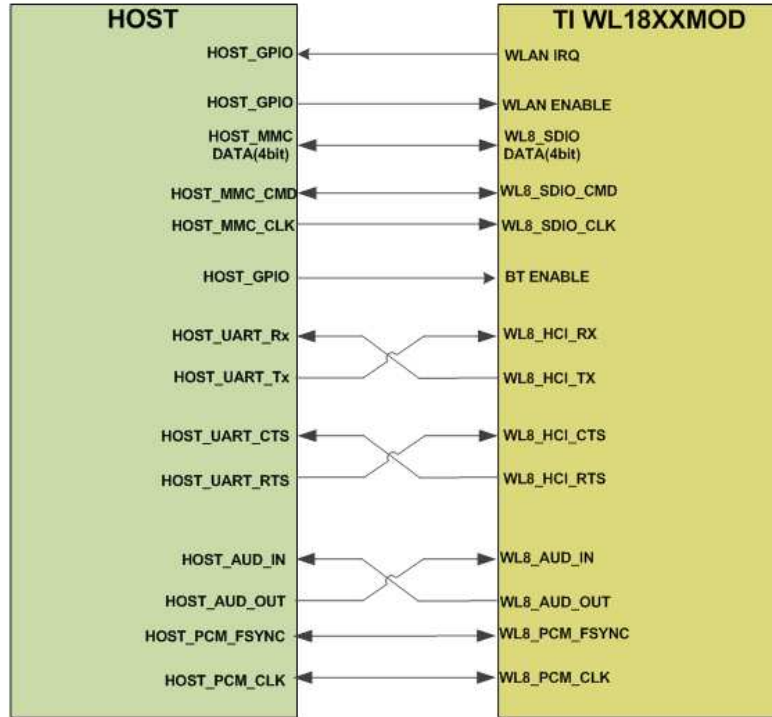 HOST
TI WL18XXMOD
HOST_GPIO
WLAN IRQ
HOST_GPIO
WLAN ENABLE
HOST_MMC
DATA(4bit)
WL8_SDIO
DATA(4bit)
HOST_MMC_CMD
WL8_SDIO_CMD
HOST_MMC_CLK
WL8_SDIO_CLK
HOST_GPIO
BT ENABLE
HOST_UART_Rx
WL8_HCI_RX
HOST_UART_Tx
WL8_HCI_TX
HOST_UART_CTS
WL8_HCI_CTS
HOST_UART_RTS
WL8_HCI_RTS
HOST_AUD_IN
WL8_AUD_IN
HOST_AUD_OUT
WL8_AUD_OUT
HOST_PCM_FSYNC
WL8_PCM_FSYNC
HOST_PCM_CLK
WL8_PCM_CLK